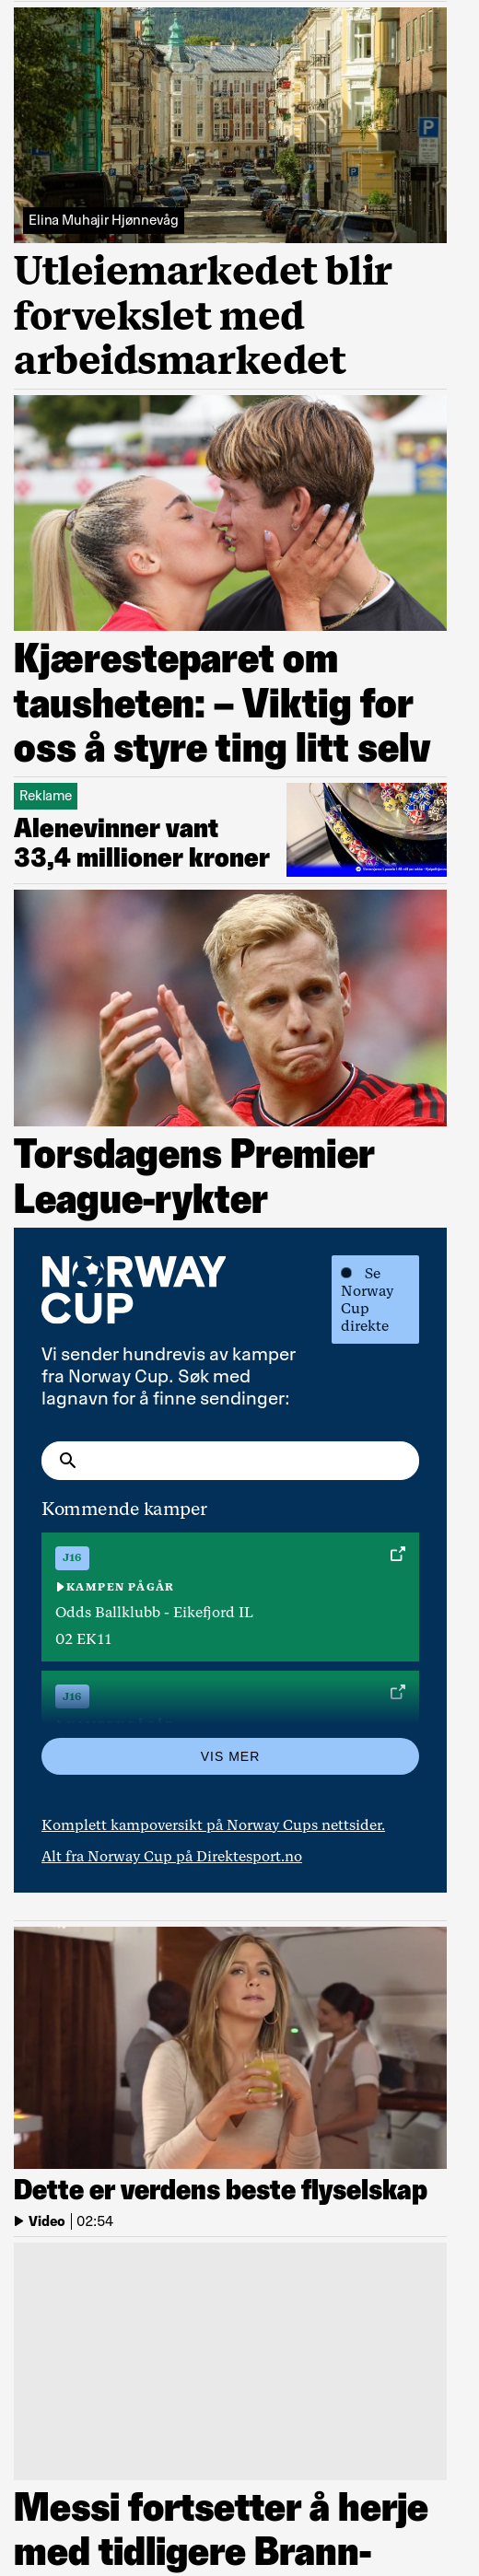 Elina Muhajir Hjønnevåg
Utleiemarkedet blir
forvekslet med
arbeidsmarkedet
Kjæresteparet om
tausheten: – Viktig for
oss å styre ting litt selv
Reklame
Alenevinner vant
33,4 millioner kroner
Torsdagens Premier
League-rykter
NORWAY
CUP
Se
Norway
Cup
direkte
Vi sender hundrevis av kamper
fra Norway Cup. Søk med
lagnavn for å finne sendinger:
Kommende kamper
J16
KAMPEN PÅGÅR
Odds Ballklubb - Eikefjord IL
02 EK11
J16
VIS MER
Komplett kampoversikt på Norway Cups nettsider.
Alt fra Norway Cup på Direktesport.no
Dette er verdens beste flyselskap
Video | 02:54
Messi fortsetter å herje
med tidligere Brann-